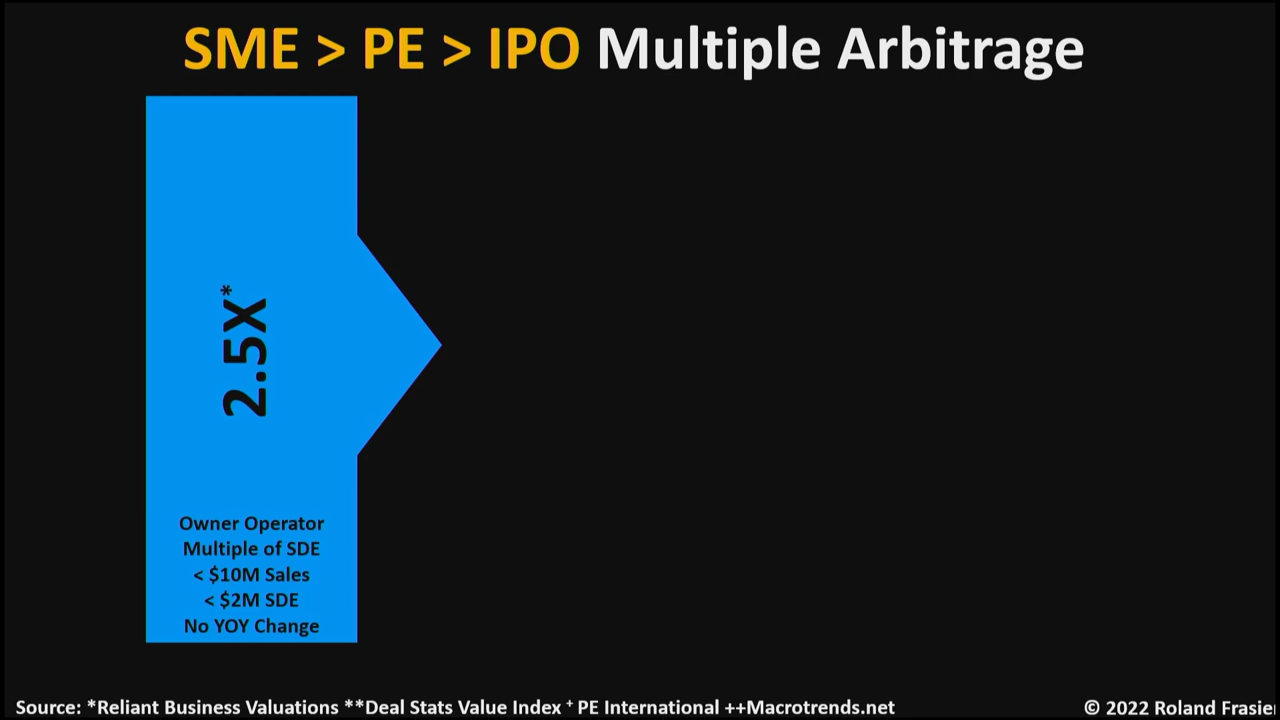 SME > PE > IPO Multiple Arbitrage
2.5X*
Owner Operator
Multiple of SDE
< $10M Sales
< $2M SDE
No YOY Change
Source: *Reliant Business Valuations **Deal Stats Value Index ⁺ PE International ++Macrotrends.net
© 2022 Roland Frasier